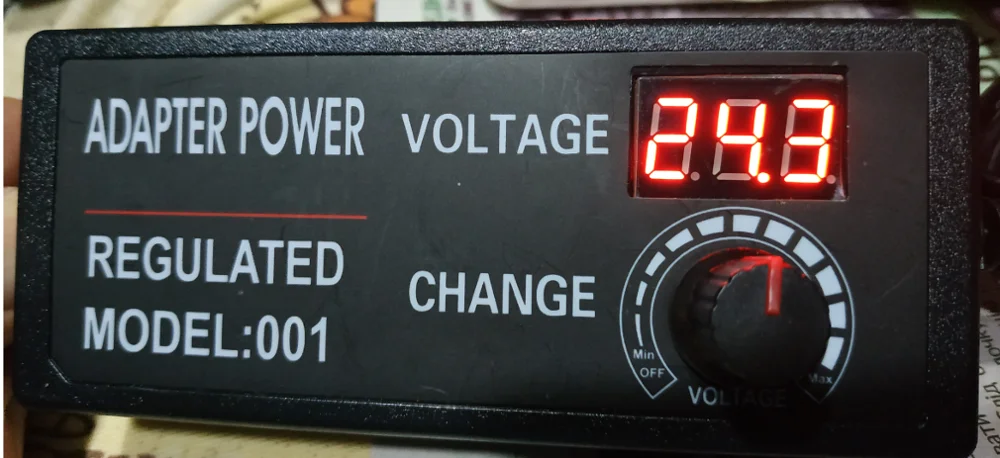 ADAPTER POWER
VOLTAGE
24.3
REGULATED
MODEL:001
CHANGE
Min
OFF
VOLTAGE
Max